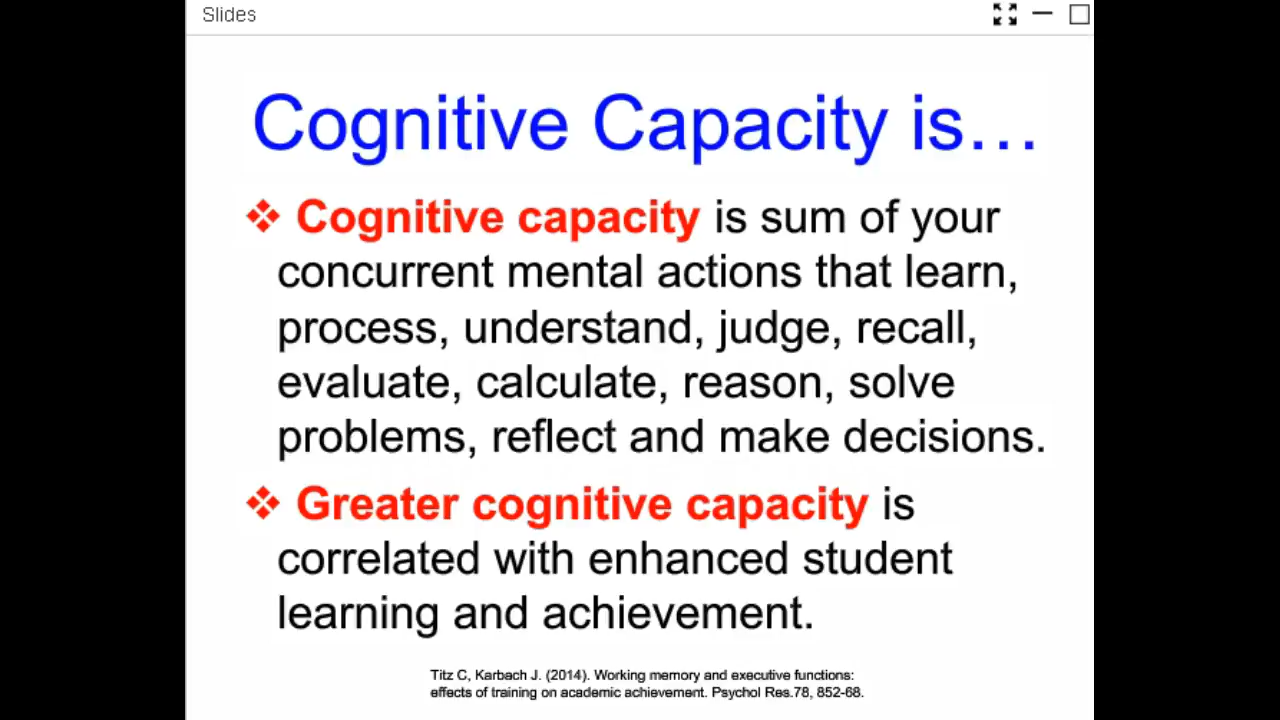 Slides
Cognitive Capacity is…
❖ Cognitive capacity is sum of your
concurrent mental actions that learn,
process, understand, judge, recall,
evaluate, calculate, reason, solve
problems, reflect and make decisions.
❖ Greater cognitive capacity is
correlated with enhanced student
learning and achievement.
Titz C, Karbach J. (2014). Working memory and executive functions:
effects of training on academic achievement. Psychol Res.78, 852-68.